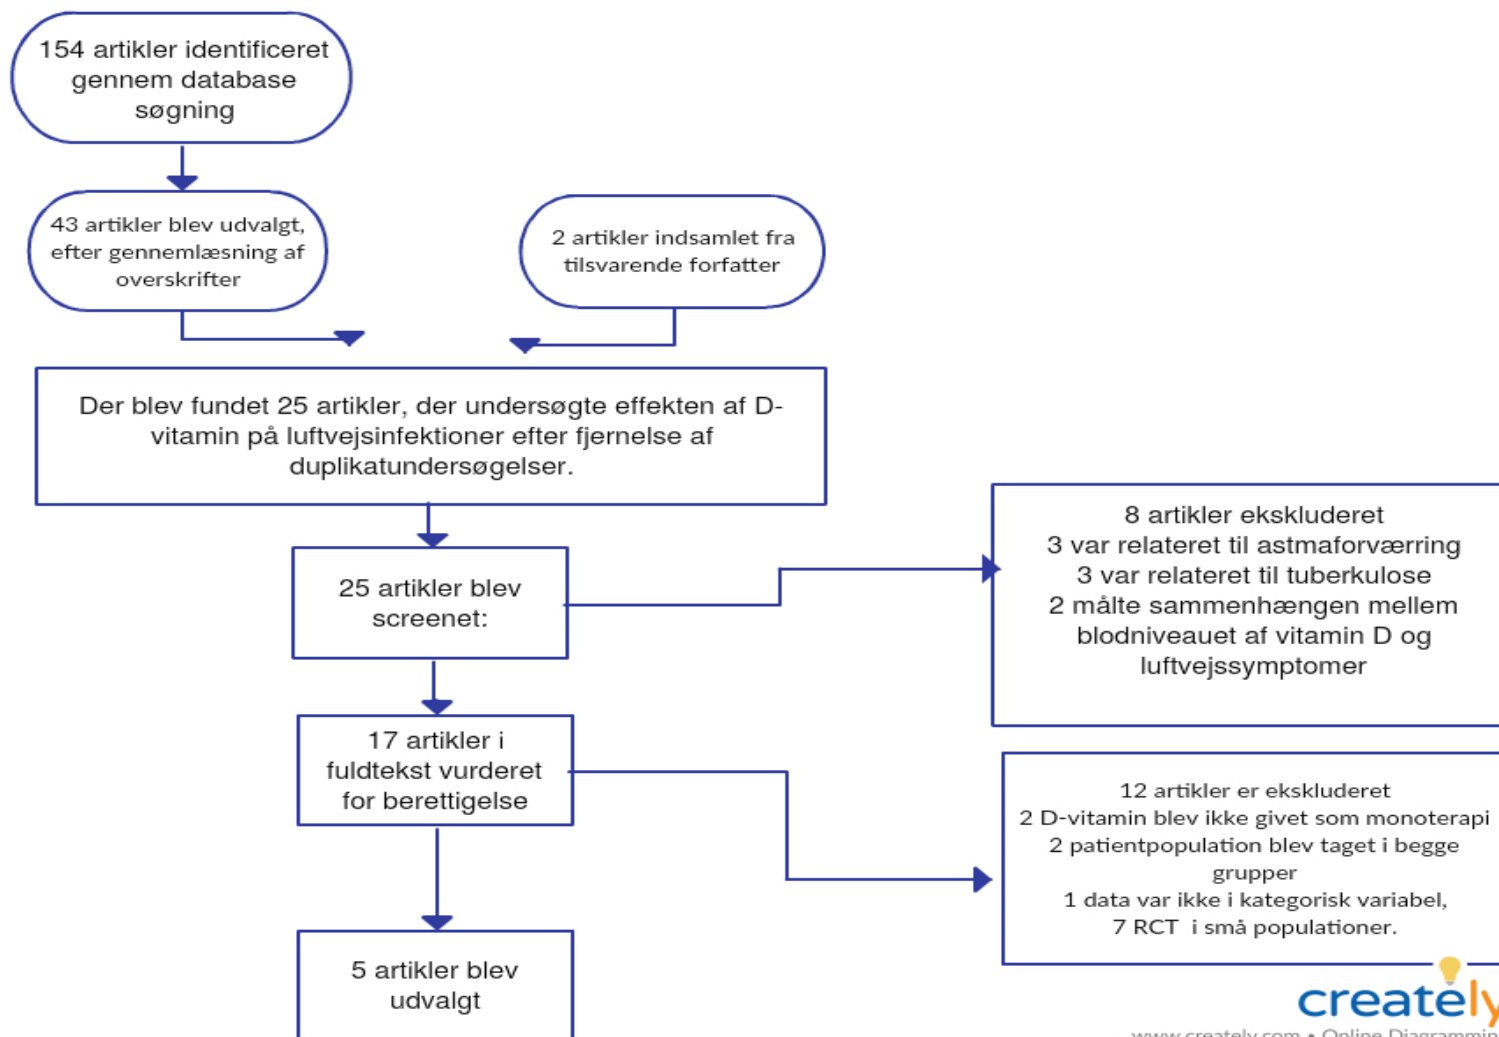 154 artikler identificeret
gennem database
søgning
43 artikler blev udvalgt,
efter gennemlæsning af
overskrifter
2 artikler indsamlet fra
tilsvarende forfatter
Der blev fundet 25 artikler, der undersøgte effekten af D-
vitamin på luftvejsinfektioner efter fjernelse af
duplikatundersøgelser.
25 artikler blev
screenet:
8 artikler ekskluderet
3 var relateret til astmaforværring
3 var relateret til tuberkulose
2 målte sammenhængen mellem
blodniveauet af vitamin D og
luftvejssymptomer
17 artikler i
fuldtekst vurderet
for berettigelse
12 artikler er ekskluderet
2 D-vitamin blev ikke givet som monoterapi
2 patientpopulation blev taget i begge
grupper
1 data var ikke i kategorisk variabel,
7 RCT i små populationer.
5 artikler blev
udvalgt
creately
www.creately.com • Online Diagramming